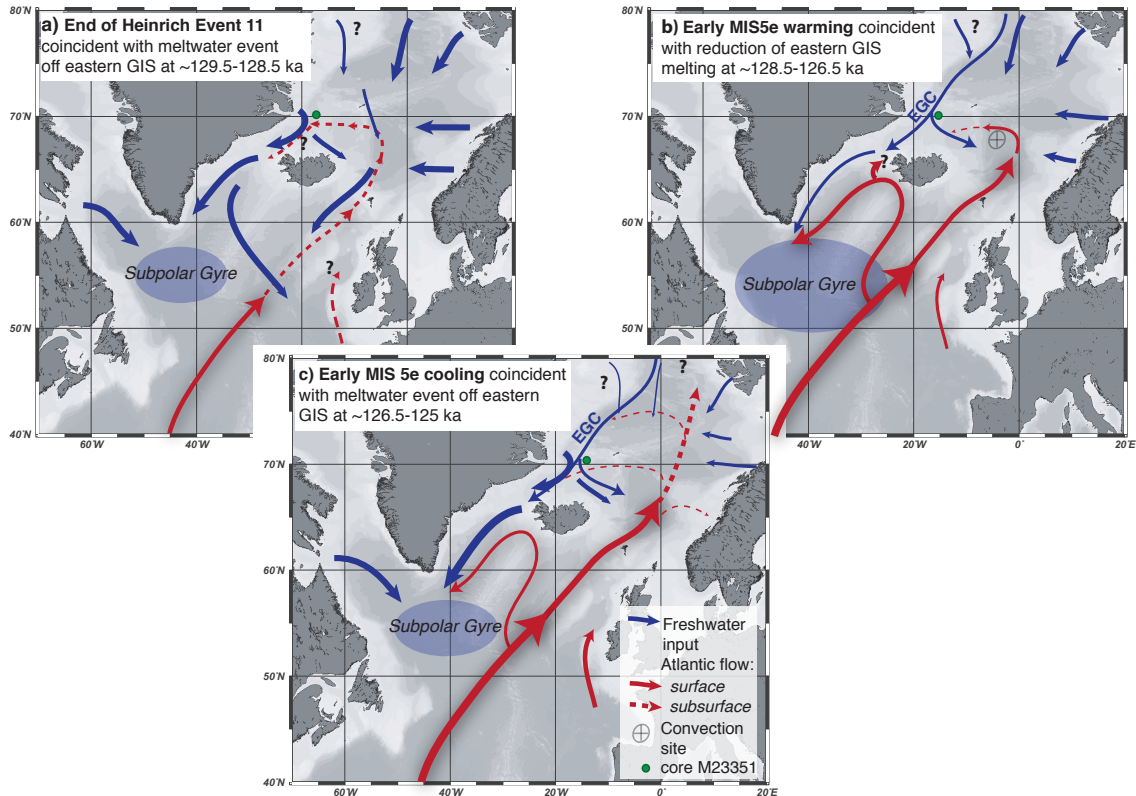 a) End of Heinrich Event 11
coincident with meltwater event
off eastern GIS at ~129.5-128.5 ka
80˚N
70˚N
60˚N
50˚N
40˚N
60˚W
40˚W
?
?
?
Subpolar Gyre
b) Early MIS5e warming coincident
with reduction of eastern GIS
melting at ~128.5-126.5 ka
80˚N
70˚N
60˚N
50˚N
40˚W
20˚W
0˚
20˚E
?
EGC
?
Subpolar Gyre
c) Early MIS 5e cooling coincident
with meltwater event off eastern
GIS at ~126.5-125 ka
80˚N
70˚N
60˚N
50˚N
40˚N
60˚W
40˚W
20˚W
0˚
20˚E
?
?
EGC
Subpolar Gyre
Freshwater
input
Atlantic flow:
surface
subsurface
Convection
site
core M23351